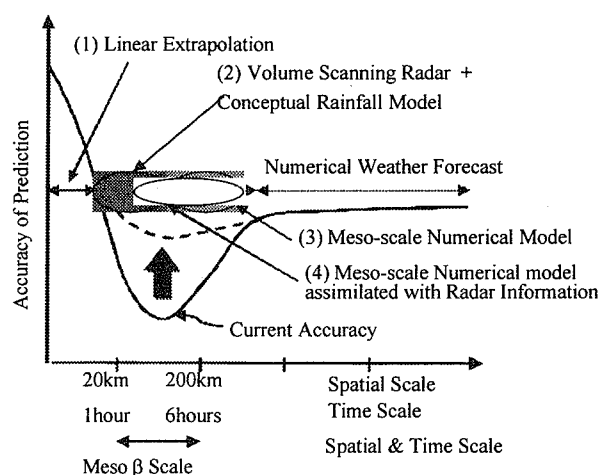 (1) Linear Extrapolation
(2) Volume Scanning Radar +
Conceptual Rainfall Model
Accuracy of Prediction
Numerical Weather Forecast
(3) Meso-scale Numerical Model
(4) Meso-scale Numerical model
assimilated with Radar Information
Current Accuracy
20km 200km Spatial Scale
1hour 6hours Time Scale
Spatial & Time Scale
Meso β Scale